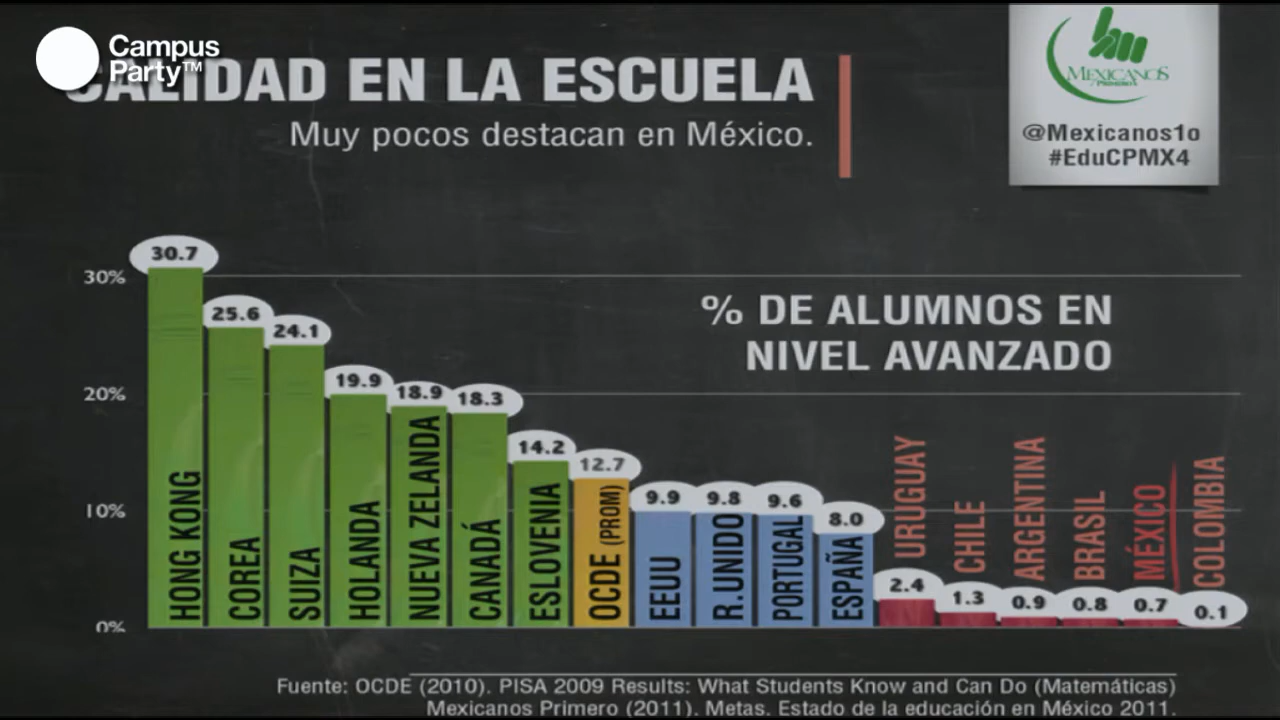 Campus
Party™
CALIDAD EN LA ESCUELA
Muy pocos destacan en México.
MEXICANOS
PRIMERO
@Mexicanos1o
#EduCPMX4
% DE ALUMNOS EN
NIVEL AVANZADO
30%
20%
10%
0%
30.7
25.6
24.1
19.9
18.9
18.3
14.2
12.7
9.9
9.8
9.6
8.0
2.4
1.3
0.9
0.8
0.7
0.1
HONG KONG
COREA
SUIZA
HOLANDA
NUEVA ZELANDA
CANADÁ
ESLOVENIA
OCDE (PROM)
EEUU
R.UNIDO
PORTUGAL
ESPAÑA
URUGUAY
CHILE
ARGENTINA
BRASIL
MÉXICO
COLOMBIA
Fuente: OCDE (2010). PISA 2009 Results: What Students Know and Can Do (Matemáticas)
Mexicanos Primero (2011). Metas. Estado de la educación en México 2011.